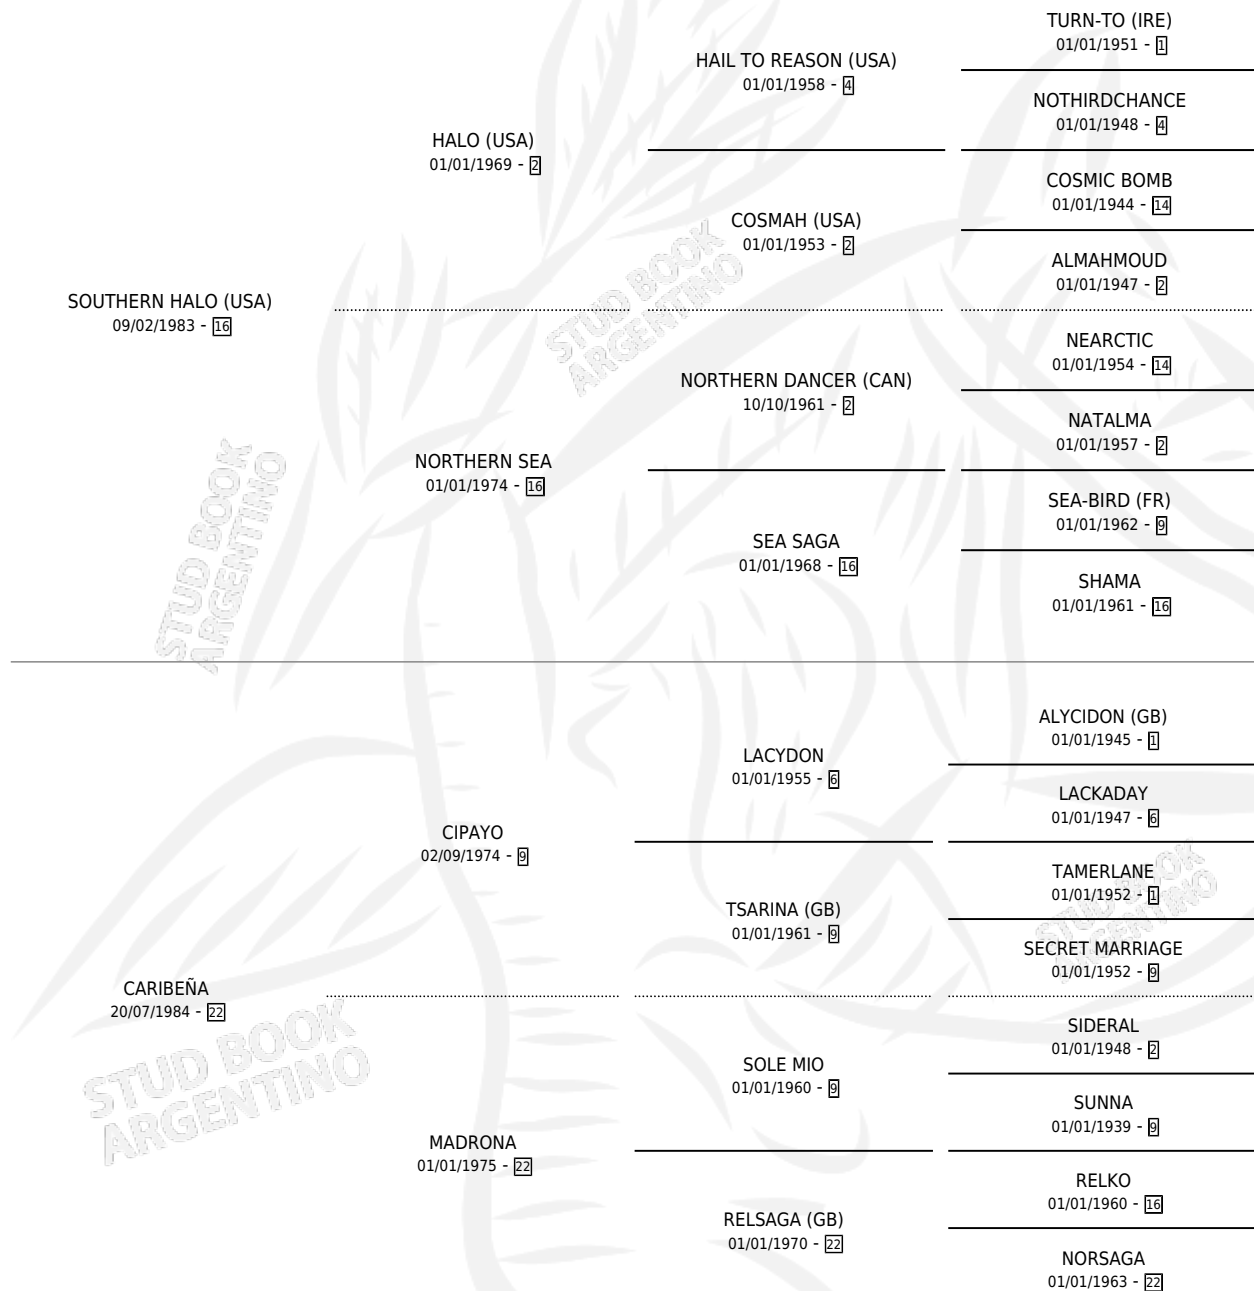 TURN-TO (IRE)
01/01/1951 - 1
HAIL TO REASON (USA)
01/01/1958 - 4
NOTHIRDCHANCE
01/01/1948 - 4
HALO (USA)
01/01/1969 - 2
COSMIC BOMB
01/01/1944 - 14
COSMAH (USA)
01/01/1953 - 2
ALMAHMOUD
01/01/1947 - 2
SOUTHERN HALO (USA)
09/02/1983 - 16
NEARCTIC
01/01/1954 - 14
NORTHERN DANCER (CAN)
10/10/1961 - 2
NATALMA
01/01/1957 - 2
NORTHERN SEA
01/01/1974 - 16
SEA-BIRD (FR)
01/01/1962 - 9
SEA SAGA
01/01/1968 - 16
SHAMA
01/01/1961 - 16
ALYCIDON (GB)
01/01/1945 - 1
LACYDON
01/01/1955 - 6
LACKADAY
01/01/1947 - 6
CIPAYO
02/09/1974 - 9
TAMERLANE
01/01/1952 - 1
TSARINA (GB)
01/01/1961 - 9
SECRET MARRIAGE
01/01/1952 - 9
CARIBEÑA
20/07/1984 - 22
SIDERAL
01/01/1948 - 2
SOLE MIO
01/01/1960 - 9
SUNNA
01/01/1939 - 9
MADRONA
01/01/1975 - 22
RELKO
01/01/1960 - 16
RELSAGA (GB)
01/01/1970 - 22
NORSAGA
01/01/1963 - 22
STUD BOOK
ARGENTINO
STUD BOOK
ARGENTINO
STUD BOOK
ARGENTINO
STUD BOOK
ARGENTINO